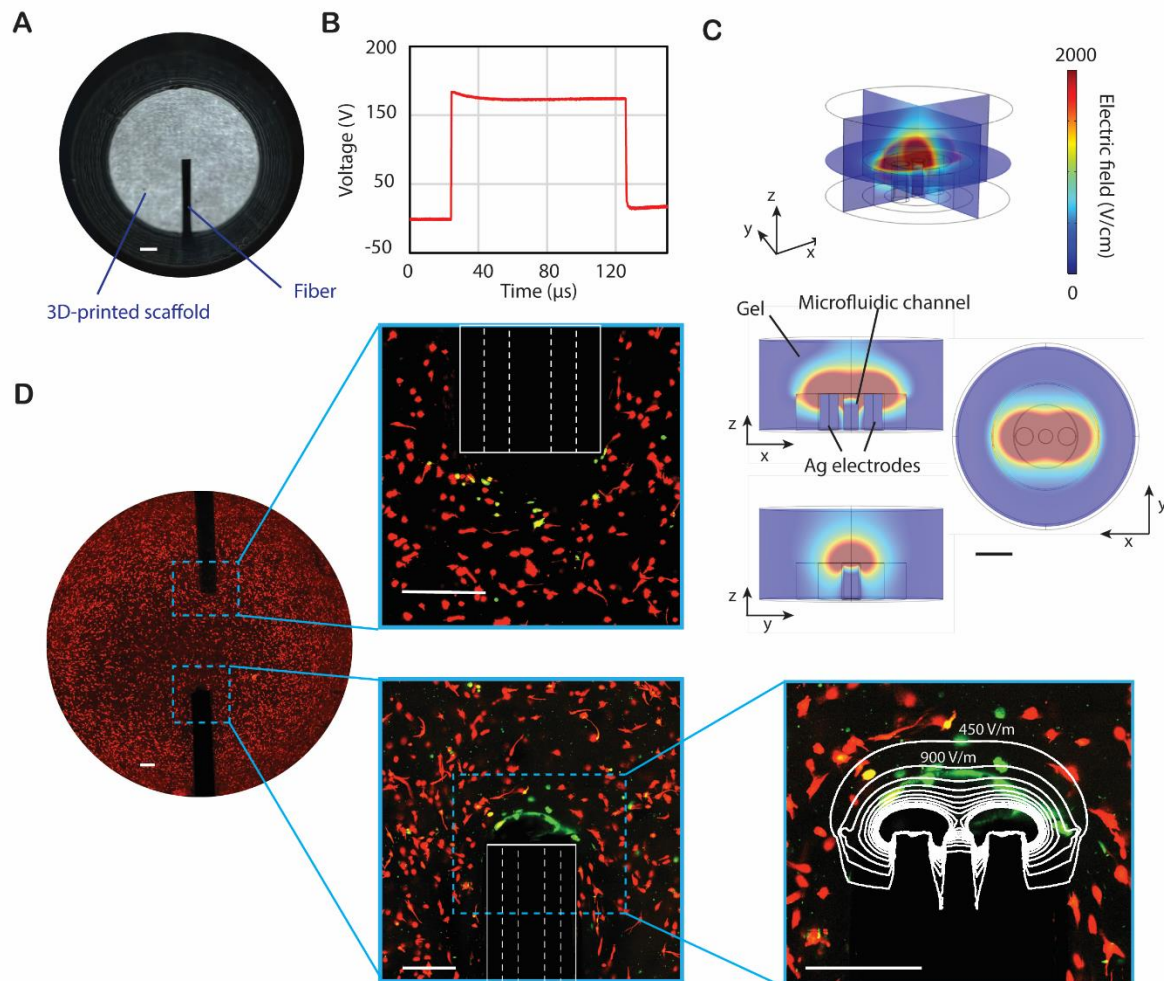 A
3D-printed scaffold
Fiber
B
200
150
50
-50
Voltage (V)
0
40
80
120
Time (µs)
C
2000
Electric field (V/cm)
0
z
y
x
Gel
Microfluidic channel
z
x
Ag electrodes
y
x
z
y
D
450 V/m
900 V/m